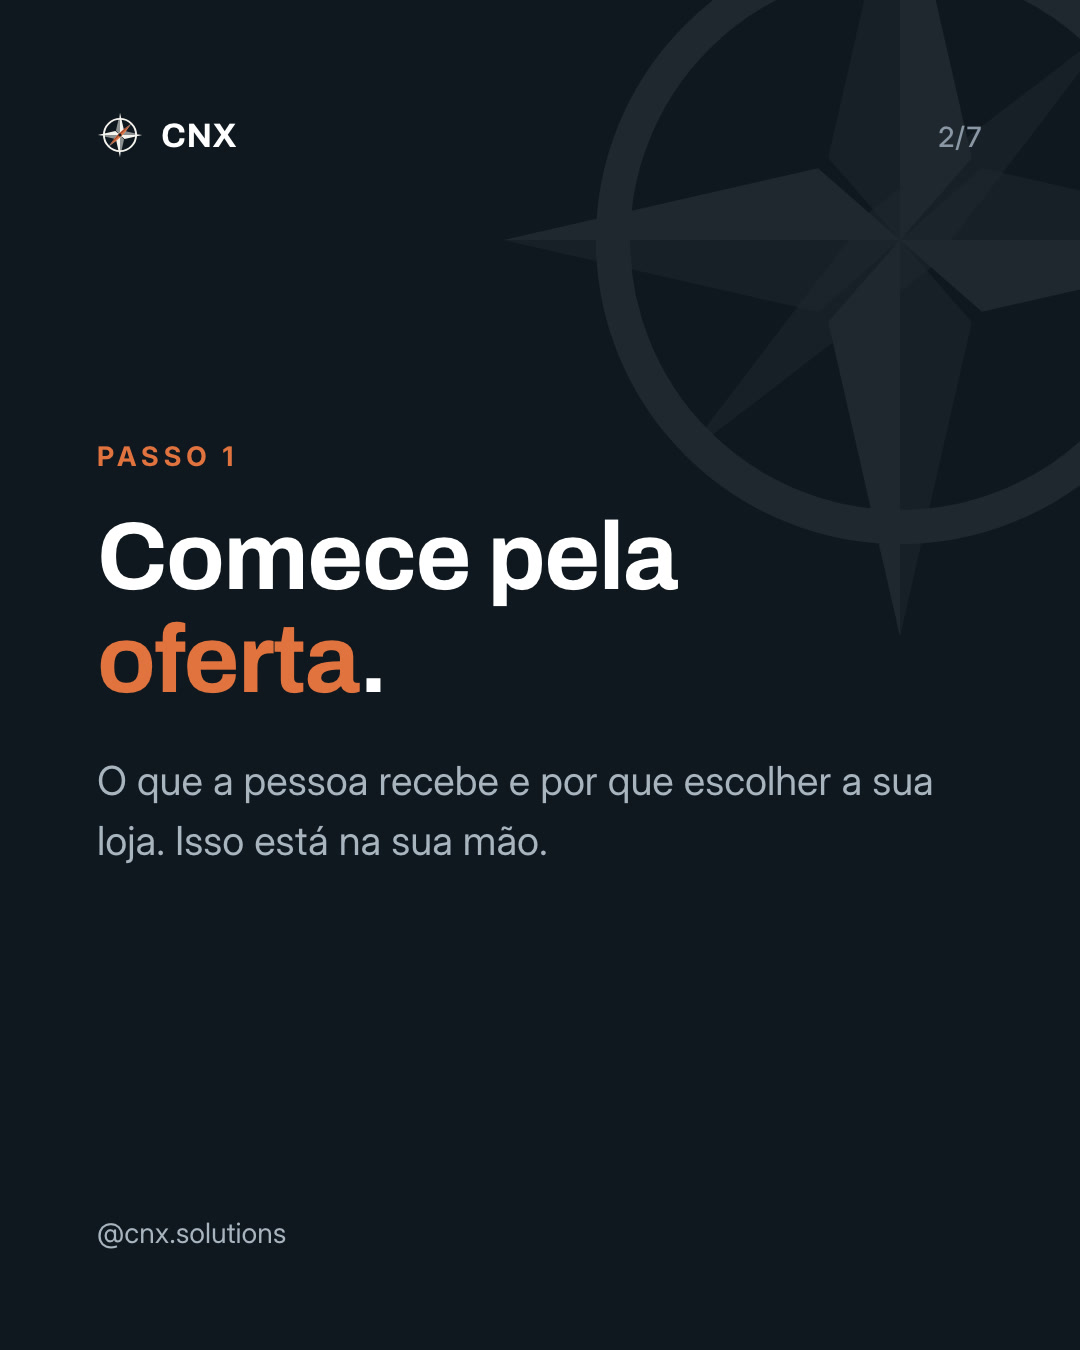 CNX
2/7
PASSO 1
Comece pela
oferta.
O que a pessoa recebe e por que escolher a sua
loja. Isso está na sua mão.
@cnx.solutions